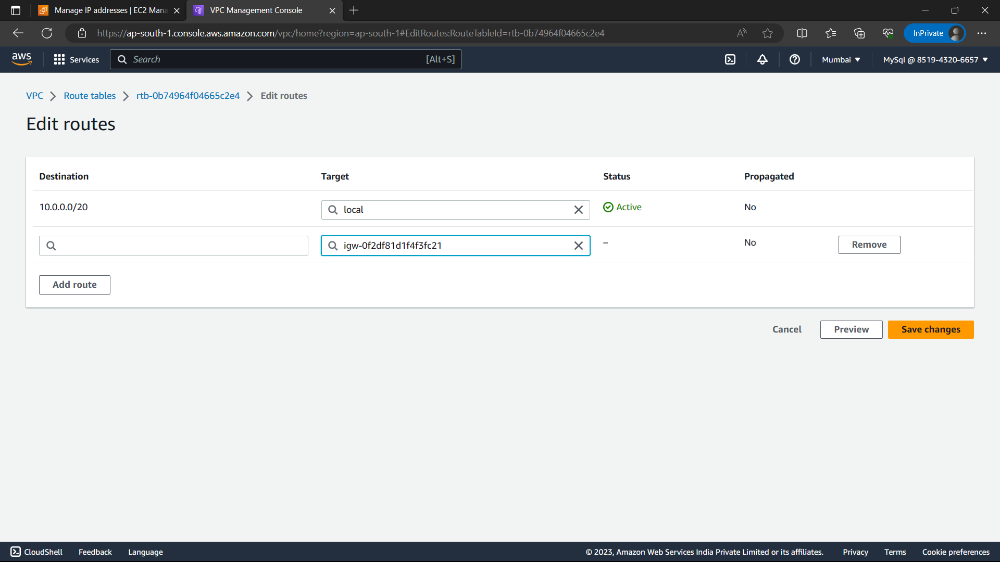 Manage IP addresses | EC2 Mana
VPC Management Console
https://ap-south-1.console.aws.amazon.com/vpc/home?region=ap-south-1#EditRoutes:RouteTableId=rtb-0b74964f04665c2e4
InPrivate
aws
Services
Search
[Alt+S]
Mumbai
MySql @ 8519-4320-6657
VPC
Route tables
rtb-0b74964f04665c2e4
Edit routes
Edit routes
Destination
Target
Status
Propagated
10.0.0.0/20
local
Active
No
igw-0f2df81d1f4f3fc21
–
No
Remove
Add route
Cancel
Preview
Save changes
CloudShell
Feedback
Language
© 2023, Amazon Web Services India Private Limited or its affiliates.
Privacy
Terms
Cookie preferences